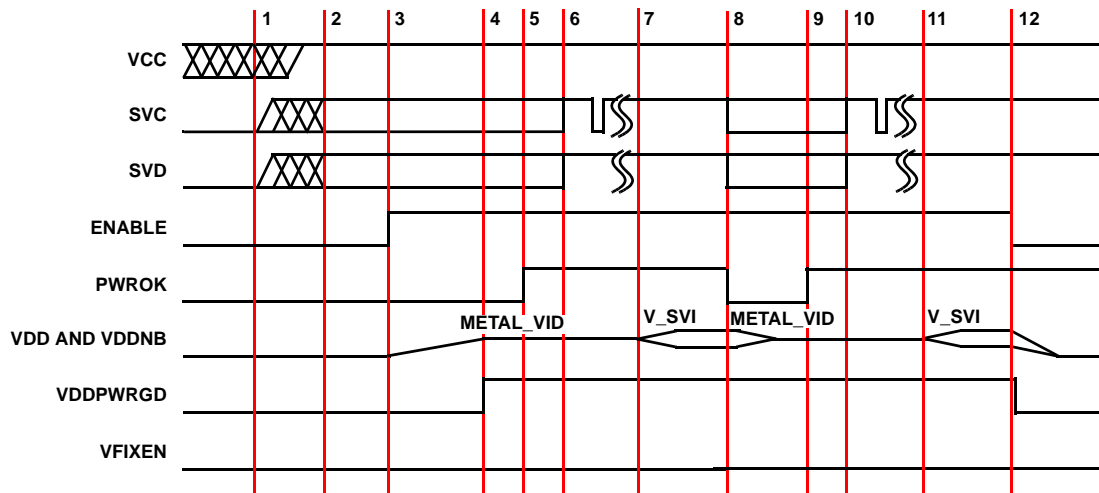 1 2 3 4 5 6 7 8 9 10 11 12
VCC
SVC
SVD
ENABLE
PWROK
METAL_VID V_SVI METAL_VID V_SVI
VDD AND VDDNB
VDDPWRGD
VFIXEN